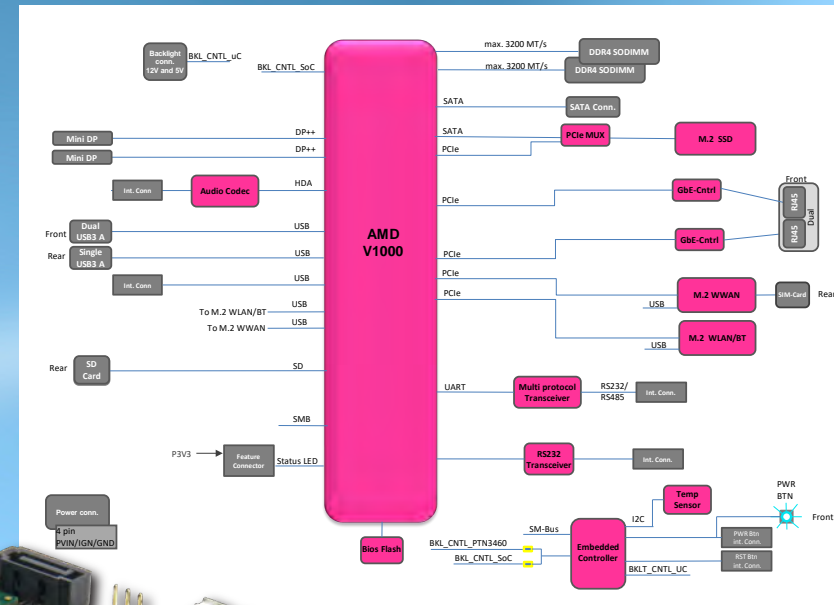 Backlight
conn.
12V and 5V
BKL_CNTL_uC
BKL_CNTL_SoC
Mini DP
DP++
Mini DP
DP++
Int. Conn
Audio Codec
HDA
Front
Dual
USB3 A
USB
Rear
Single
USB3 A
USB
Int. Conn
USB
To M.2 WLAN/BT
USB
To M.2 WWAN
USB
Rear
SD
Card
SD
SMB
P3V3
Feature
Connector
Status LED
Power conn.
4 pin
PVIN/IGN/GND
AMD
V1000
Bios Flash
max. 3200 MT/s
DDR4 SODIMM
max. 3200 MT/s
DDR4 SODIMM
SATA
SATA Conn.
SATA
PCIe MUX
M.2 SSD
PCIe
Front
PCIe
GbE-Cntrl
RJ45
Dual
RJ45
GbE-Cntrl
PCIe
PCIe
M.2 WWAN
SIM-Card
Rear
USB
PCIe
M.2 WLAN/BT
USB
UART
Multi protocol
Transceiver
RS232/
RS485
Int. Conn.
RS232
Transceiver
Int. Conn.
PWR
BTN
Front
Temp
Sensor
I2C
SM-Bus
Embedded
Controller
PWR Btn
int. Conn.
RST Btn
int. Conn.
BKL_CNTL_PTN3460
BKL_CNTL_SoC
BKLT_CNTL_UC